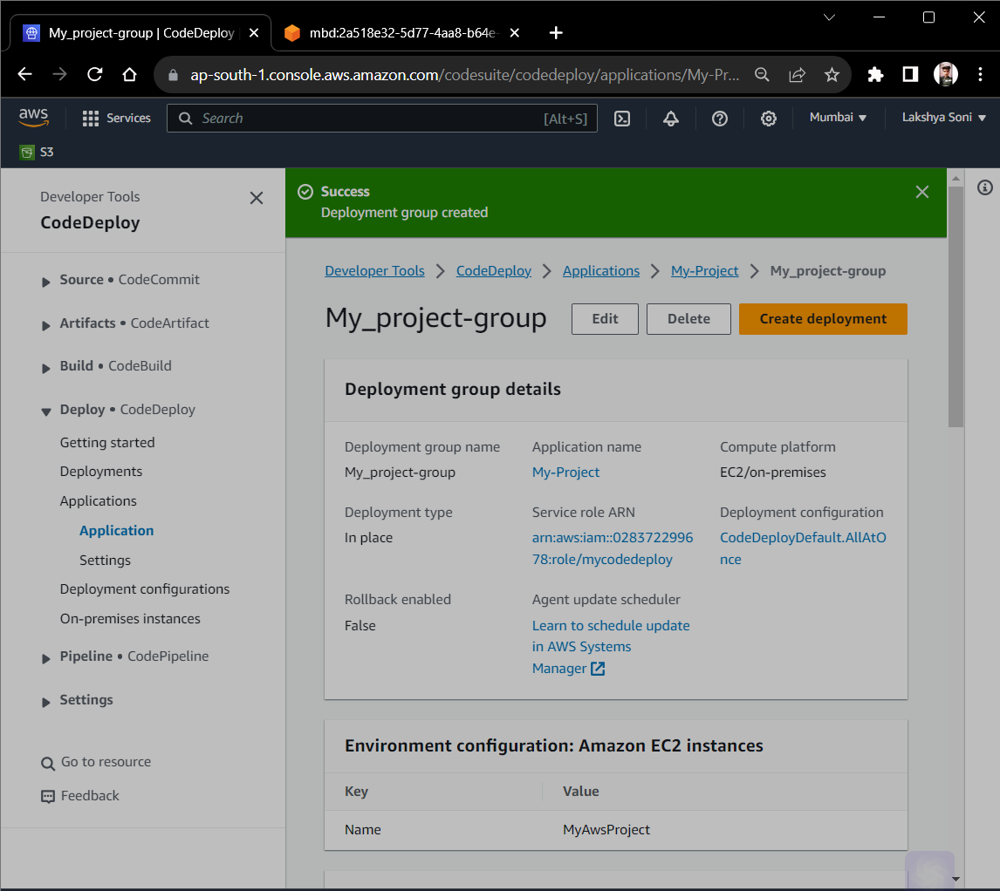 My_project-group | CodeDeploy
mbd:2a518e32-5d77-4aa8-b64e-
ap-south-1.console.aws.amazon.com/codesuite/codedeploy/applications/My-Pr...
aws
Services
Search
[Alt+S]
Mumbai
Lakshya Soni
S3
Developer Tools
CodeDeploy
Source • CodeCommit
Artifacts • CodeArtifact
Build • CodeBuild
Deploy • CodeDeploy
Getting started
Deployments
Applications
Application
Settings
Deployment configurations
On-premises instances
Pipeline • CodePipeline
Settings
Go to resource
Feedback
Success
Deployment group created
Developer Tools
CodeDeploy
Applications
My-Project
My_project-group
My_project-group
Edit
Delete
Create deployment
Deployment group details
Deployment group name
My_project-group
Application name
My-Project
Compute platform
EC2/on-premises
Deployment type
In place
Service role ARN
arn:aws:iam::0283722996
78:role/mycodedeploy
Deployment configuration
CodeDeployDefault.AllAtO
nce
Rollback enabled
False
Agent update scheduler
Learn to schedule update
in AWS Systems
Manager
Environment configuration: Amazon EC2 instances
Key
Value
Name
MyAwsProject